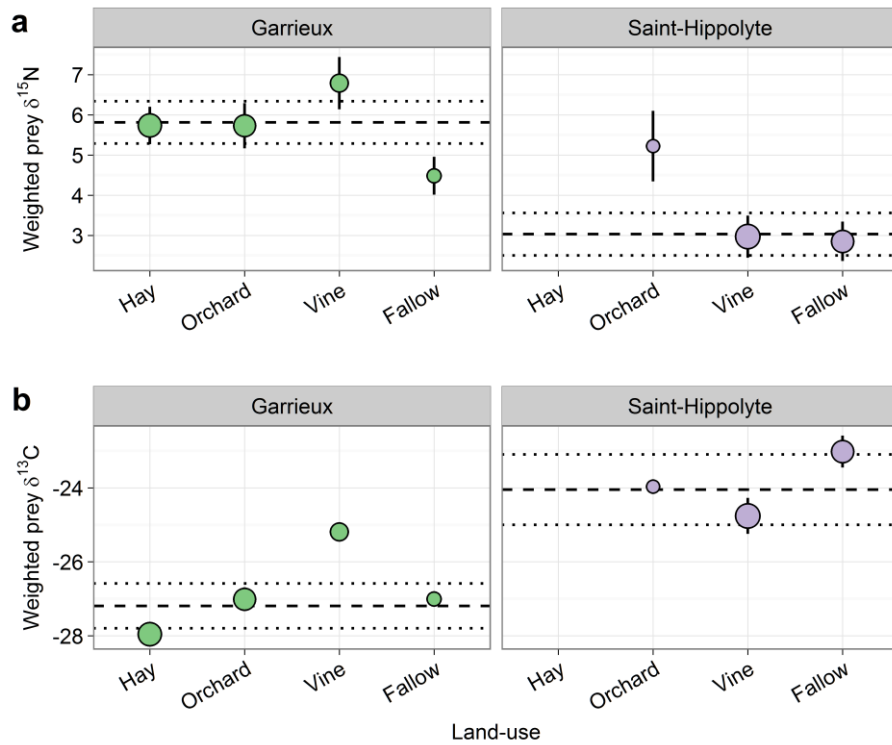 a
Garrieux
Saint-Hippolyte
Weighted prey δ¹⁵N
7
6
5
4
3
Hay
Orchard
Vine
Fallow
Hay
Orchard
Vine
Fallow
b
Garrieux
Saint-Hippolyte
Weighted prey δ¹³C
-24
-26
-28
Hay
Orchard
Vine
Fallow
Hay
Orchard
Vine
Fallow
Land-use